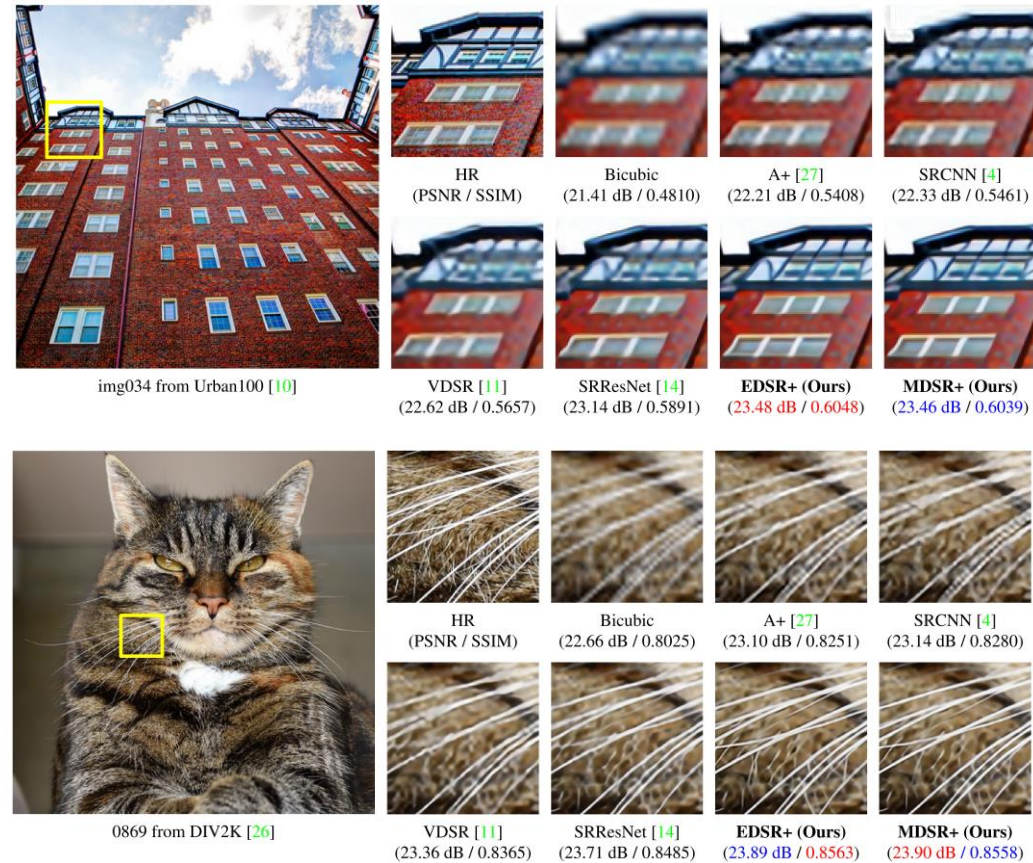 HR
(PSNR / SSIM)
Bicubic
(21.41 dB / 0.4810)
A+ [27]
(22.21 dB / 0.5408)
SRCNN [4]
(22.33 dB / 0.5461)
img034 from Urban100 [10]
VDSR [11]
(22.62 dB / 0.5657)
SRResNet [14]
(23.14 dB / 0.5891)
EDSR+ (Ours)
(23.48 dB / 0.6048)
MDSR+ (Ours)
(23.46 dB / 0.6039)
HR
(PSNR / SSIM)
Bicubic
(22.66 dB / 0.8025)
A+ [27]
(23.10 dB / 0.8251)
SRCNN [4]
(23.14 dB / 0.8280)
0869 from DIV2K [26]
VDSR [11]
(23.36 dB / 0.8365)
SRResNet [14]
(23.71 dB / 0.8485)
EDSR+ (Ours)
(23.89 dB / 0.8563)
MDSR+ (Ours)
(23.90 dB / 0.8558)